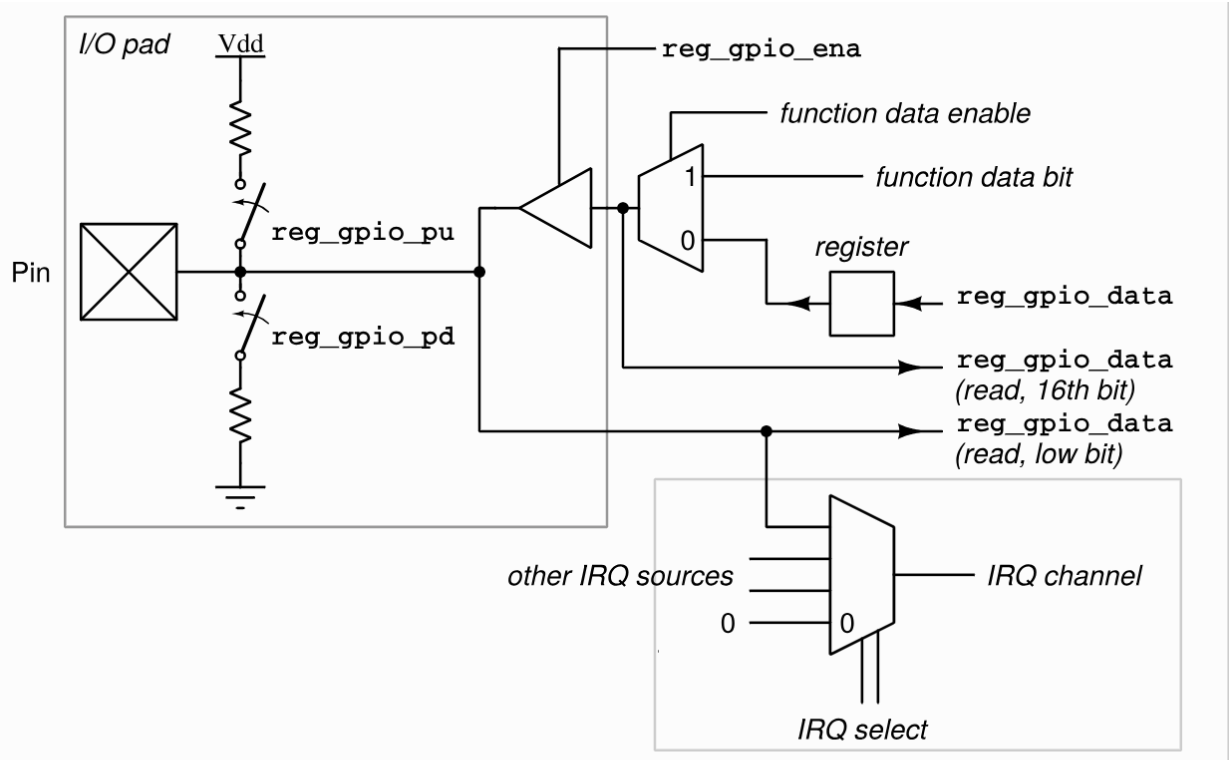 I/O pad
Vdd
reg_gpio_ena
function data enable
1
function data bit
reg_gpio_pu
0
register
Pin
reg_gpio_data
reg_gpio_pd
reg_gpio_data
(read, 16th bit)
reg_gpio_data
(read, low bit)
other IRQ sources
IRQ channel
0
0
IRQ select